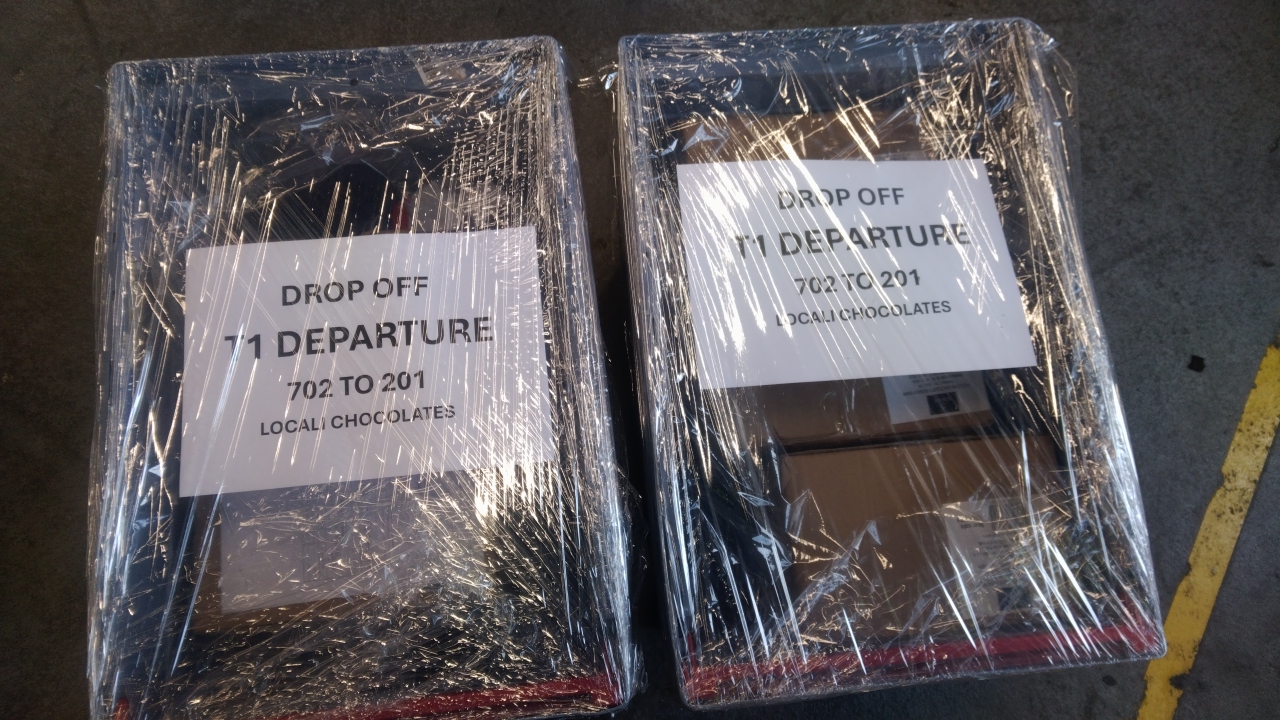 DROP OFF
T1 DEPARTURE
702 TO 201
LOCALI CHOCOLATES
DROP OFF
T1 DEPARTURE
702 TO 201
LOCALI CHOCOLATES